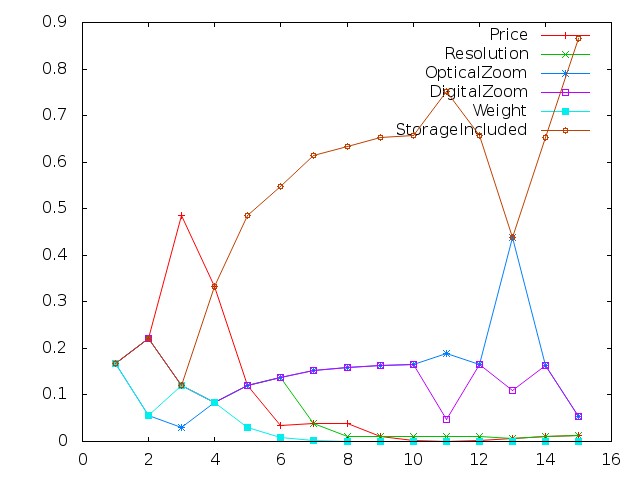 0.9
Price
Resolution
0.8
OpticalZoom
DigitalZoom
0.7
Weight
StorageIncluded
0.6
0.5
0.4
0.3
0.2
0.1
0
0 2 4 6 8 10 12 14 16